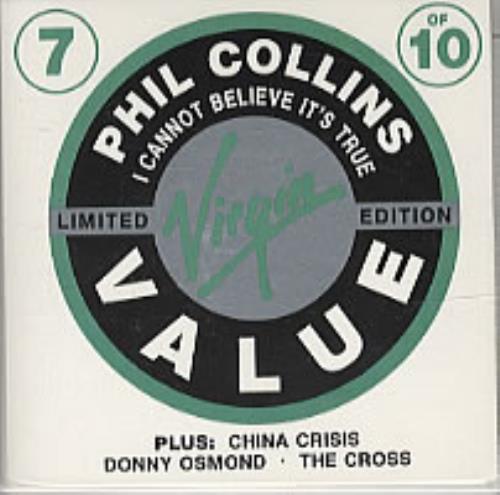 7
OF
10
PHIL COLLINS
I CANNOT BELIEVE IT'S TRUE
LIMITED
Virgin
EDITION
VALUE
PLUS: CHINA CRISIS
DONNY OSMOND · THE CROSS